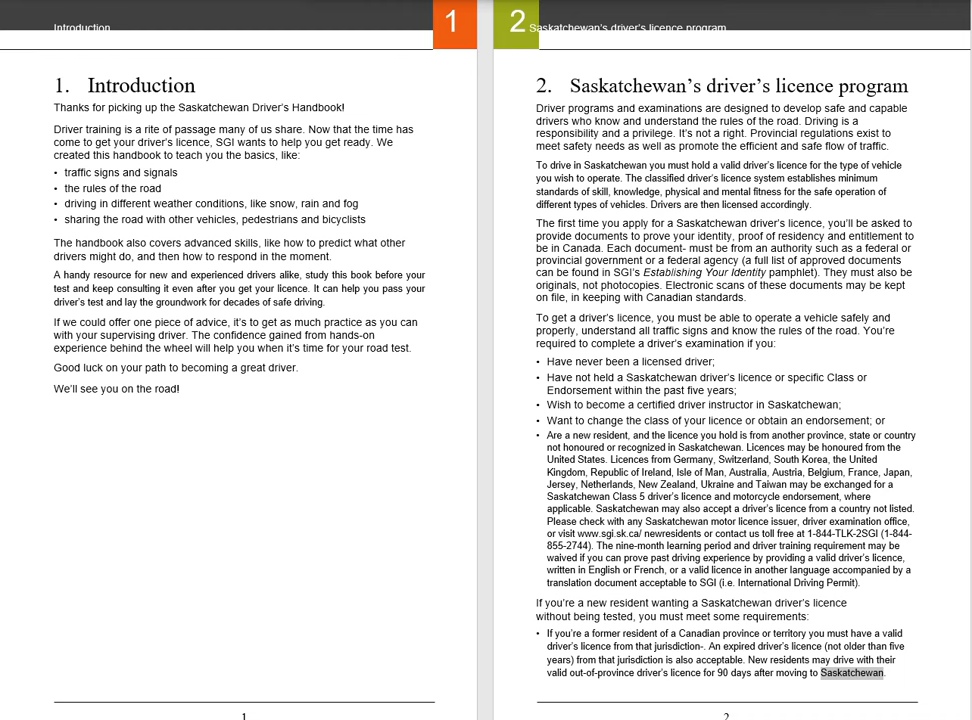 Introduction
1
1. Introduction
Thanks for picking up the Saskatchewan Driver's Handbook!
Driver training is a rite of passage many of us share. Now that the time has
come to get your driver's licence, SGI wants to help you get ready. We
created this handbook to teach you the basics, like:
• traffic signs and signals
• the rules of the road
• driving in different weather conditions, like snow, rain and fog
• sharing the road with other vehicles, pedestrians and bicyclists
The handbook also covers advanced skills, like how to predict what other
drivers might do, and then how to respond in the moment.
A handy resource for new and experienced drivers alike, study this book before your
test and keep consulting it even after you get your licence. It can help you pass your
driver's test and lay the groundwork for decades of safe driving.
If we could offer one piece of advice, it's to get as much practice as you can
with your supervising driver. The confidence gained from hands-on
experience behind the wheel will help you when it's time for your road test.
Good luck on your path to becoming a great driver.
We'll see you on the road!
1
2
Saskatchewan's driver's licence program
2. Saskatchewan's driver's licence program
Driver programs and examinations are designed to develop safe and capable
drivers who know and understand the rules of the road. Driving is a
responsibility and a privilege. It's not a right. Provincial regulations exist to
meet safety needs as well as promote the efficient and safe flow of traffic.
To drive in Saskatchewan you must hold a valid driver's licence for the type of vehicle
you wish to operate. The classified driver's licence system establishes minimum
standards of skill, knowledge, physical and mental fitness for the safe operation of
different types of vehicles. Drivers are then licensed accordingly.
The first time you apply for a Saskatchewan driver's licence, you'll be asked to
provide documents to prove your identity, proof of residency and entitlement to
be in Canada. Each document- must be from an authority such as a federal or
provincial government or a federal agency (a full list of approved documents
can be found in SGI's Establishing Your Identity pamphlet). They must also be
originals, not photocopies. Electronic scans of these documents may be kept
on file, in keeping with Canadian standards.
To get a driver's licence, you must be able to operate a vehicle safely and
properly, understand all traffic signs and know the rules of the road. You're
required to complete a driver's examination if you:
• Have never been a licensed driver;
• Have not held a Saskatchewan driver's licence or specific Class or
Endorsement within the past five years;
• Wish to become a certified driver instructor in Saskatchewan;
• Want to change the class of your licence or obtain an endorsement; or
• Are a new resident, and the licence you hold is from another province, state or country
not honoured or recognized in Saskatchewan. Licences may be honoured from the
United States. Licences from Germany, Switzerland, South Korea, the United
Kingdom, Republic of Ireland, Isle of Man, Australia, Austria, Belgium, France, Japan,
Jersey, Netherlands, New Zealand, Ukraine and Taiwan may be exchanged for a
Saskatchewan Class 5 driver's licence and motorcycle endorsement, where
applicable. Saskatchewan may also accept a driver's licence from a country not listed.
Please check with any Saskatchewan motor licence issuer, driver examination office,
or visit www.sgi.sk.ca/ newresidents or contact us toll free at 1-844-TLK-2SGI (1-844-
855-2744). The nine-month learning period and driver training requirement may be
waived if you can prove past driving experience by providing a valid driver's licence,
written in English or French, or a valid licence in another language accompanied by a
translation document acceptable to SGI (i.e. International Driving Permit).
If you're a new resident wanting a Saskatchewan driver's licence
without being tested, you must meet some requirements:
• If you're a former resident of a Canadian province or territory you must have a valid
driver's licence from that jurisdiction-. An expired driver's licence (not older than five
years) from that jurisdiction is also acceptable. New residents may drive with their
valid out-of-province driver's licence for 90 days after moving to Saskatchewan.
2